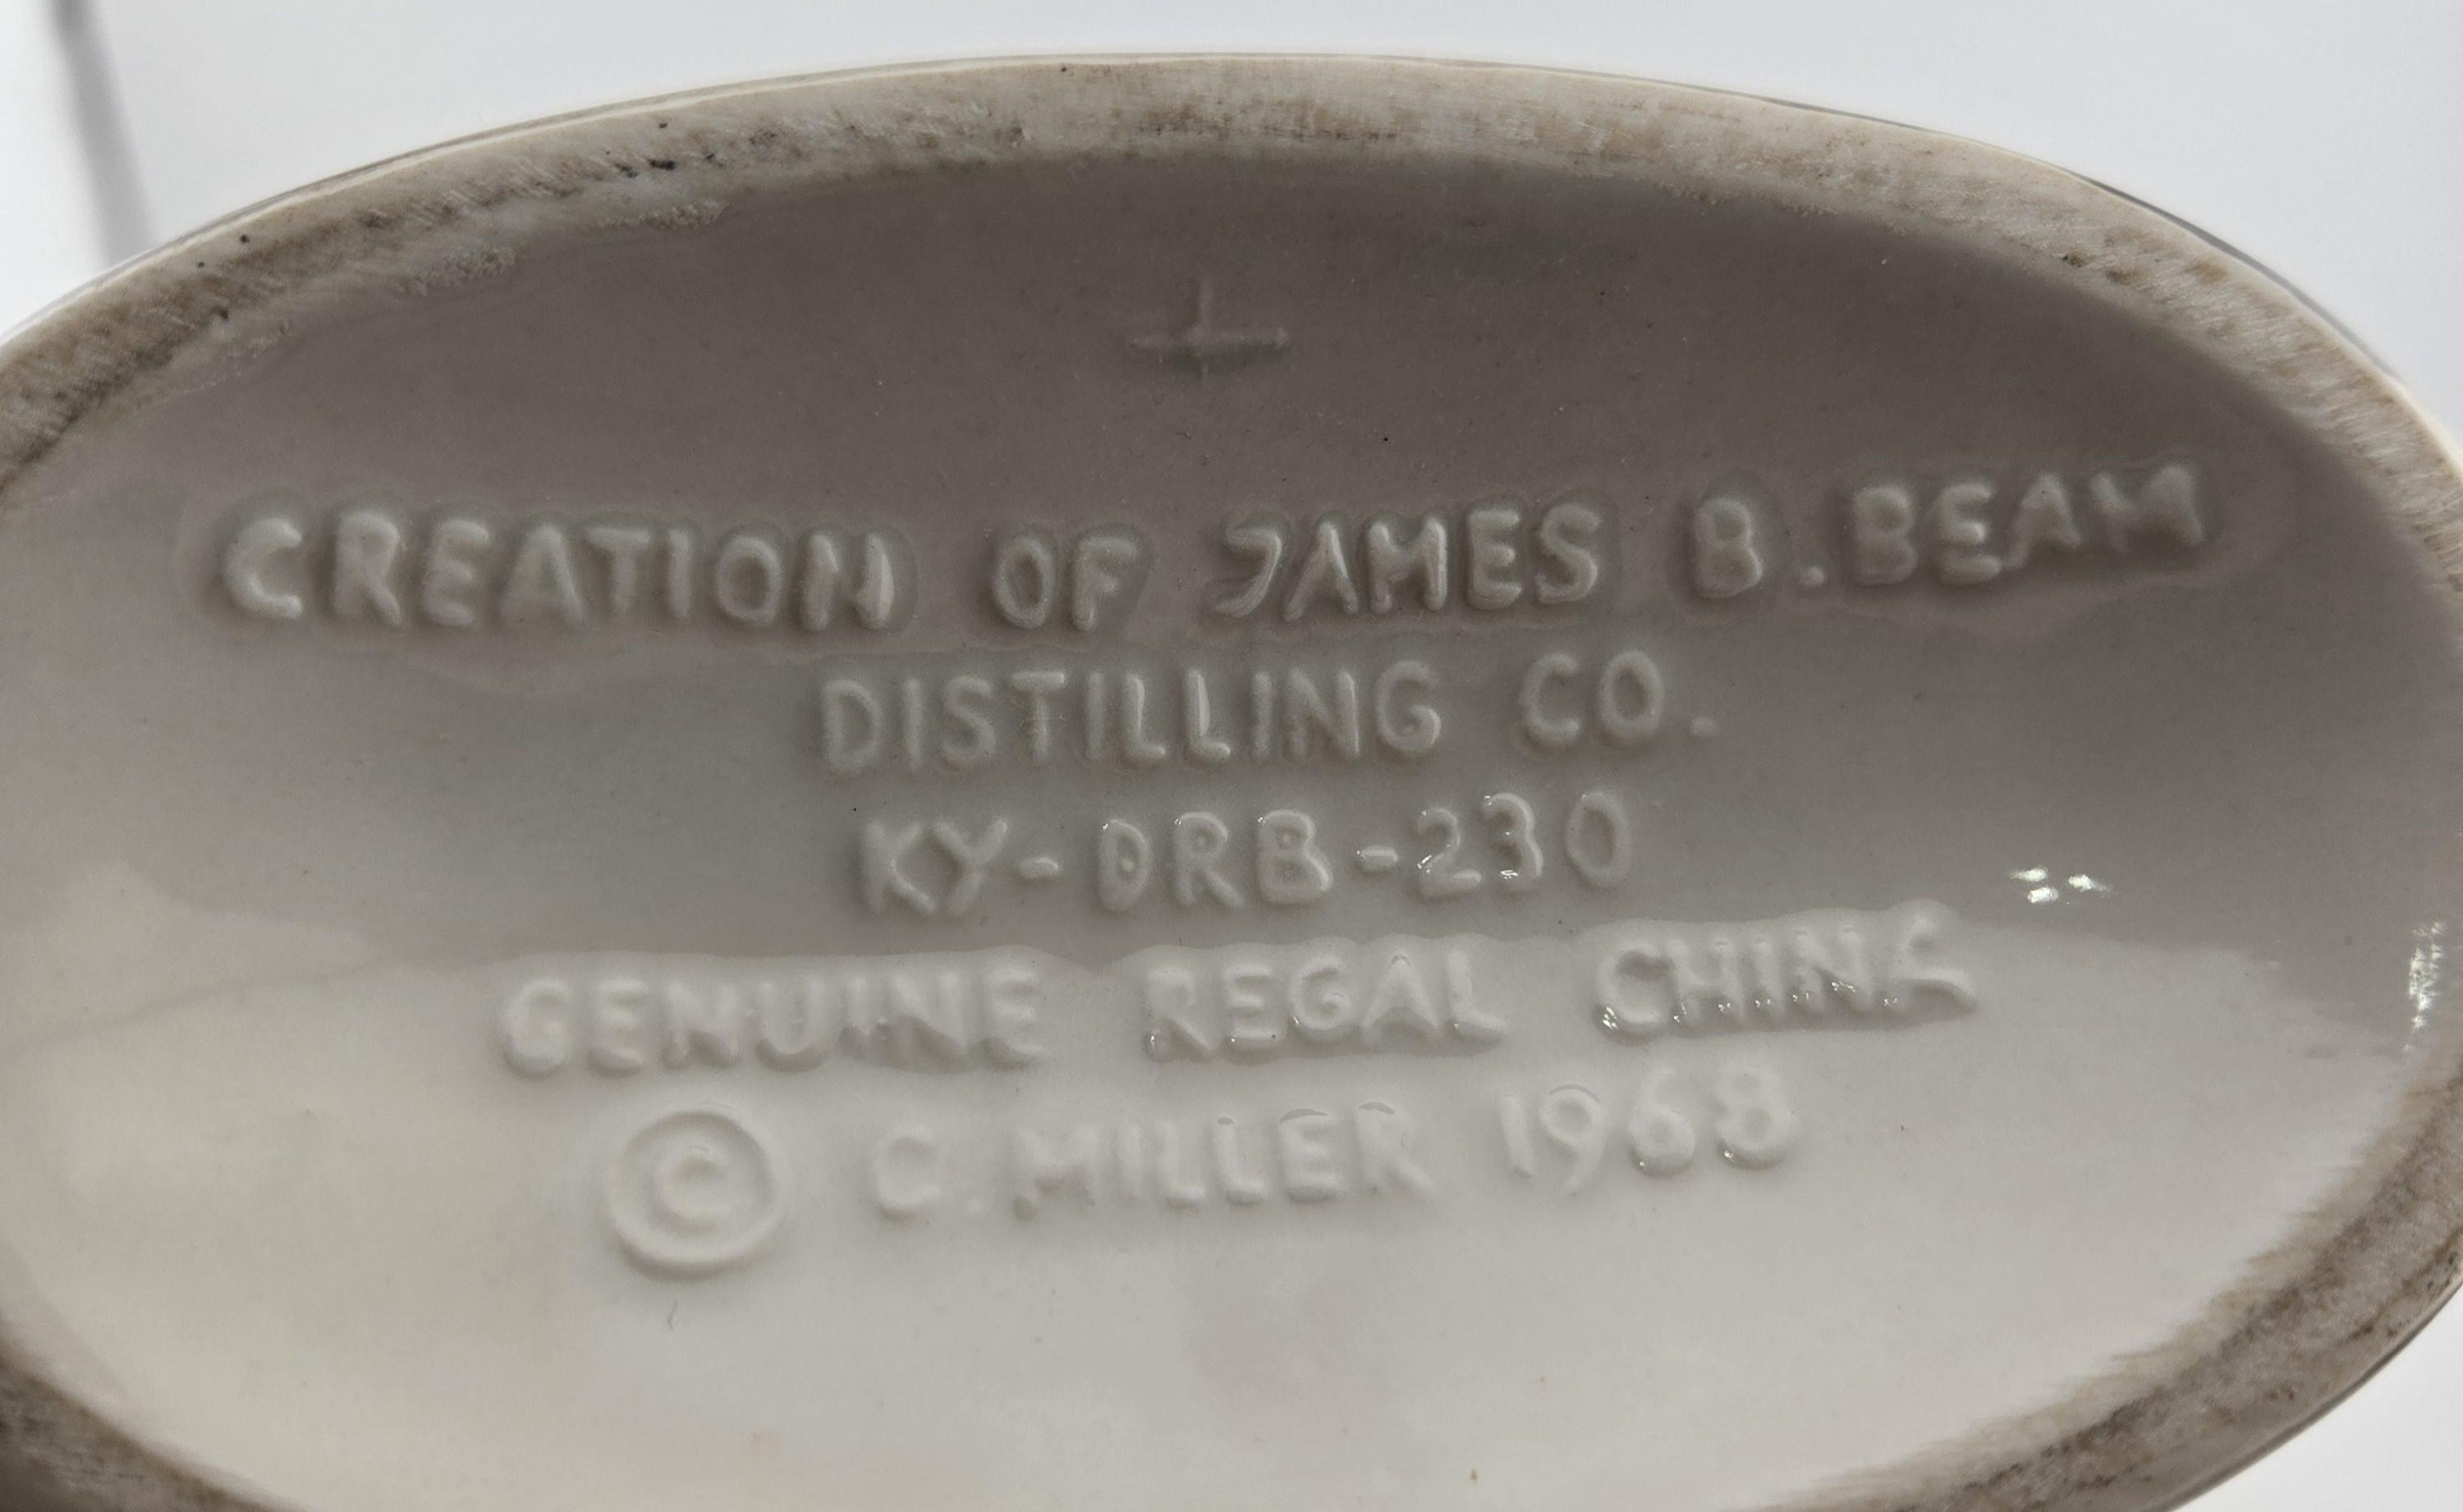 CREATION OF JAMES B. BEAM
DISTILLING CO.
KY-DRB-230
GENUINE REGAL CHINA
© C. MILLER 1968